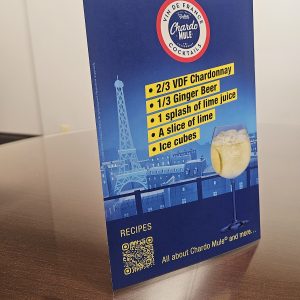 VIN DE FRANCE
Chardo
MULE
COCKTAILS
• 2/3 VDF Chardonnay
• 1/3 Ginger Beer
• 1 splash of lime juice
• A slice of lime
• Ice cubes
RECIPES
All about Chardo Mule® and more...